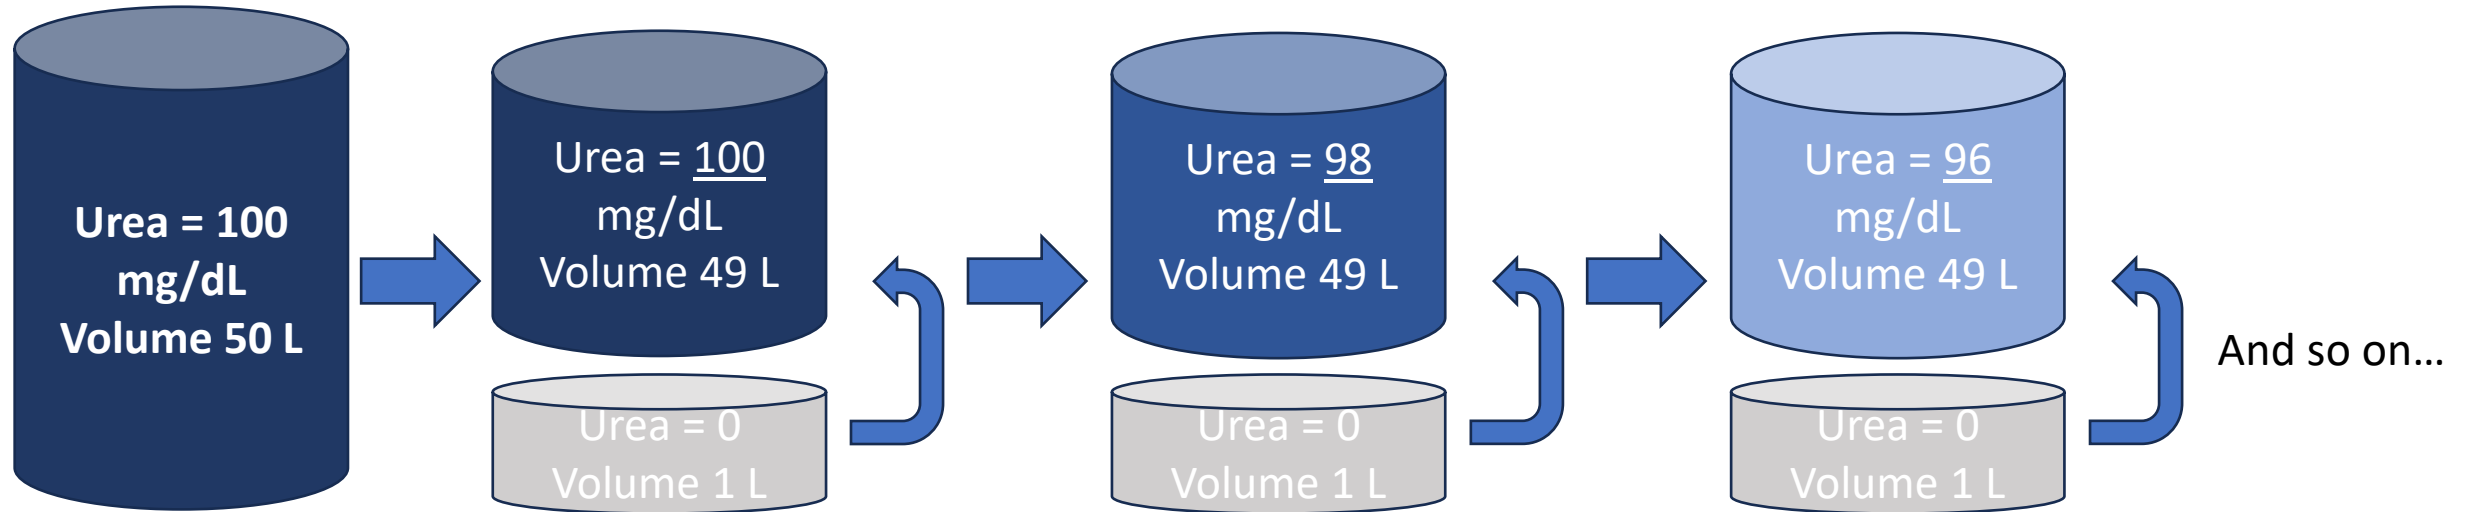 Urea = 100
mg/dL
Volume 50 L
Urea = 100
mg/dL
Volume 49 L
Urea = 0
Volume 1 L
Urea = 98
mg/dL
Volume 49 L
Urea = 0
Volume 1 L
Urea = 96
mg/dL
Volume 49 L
Urea = 0
Volume 1 L
And so on...